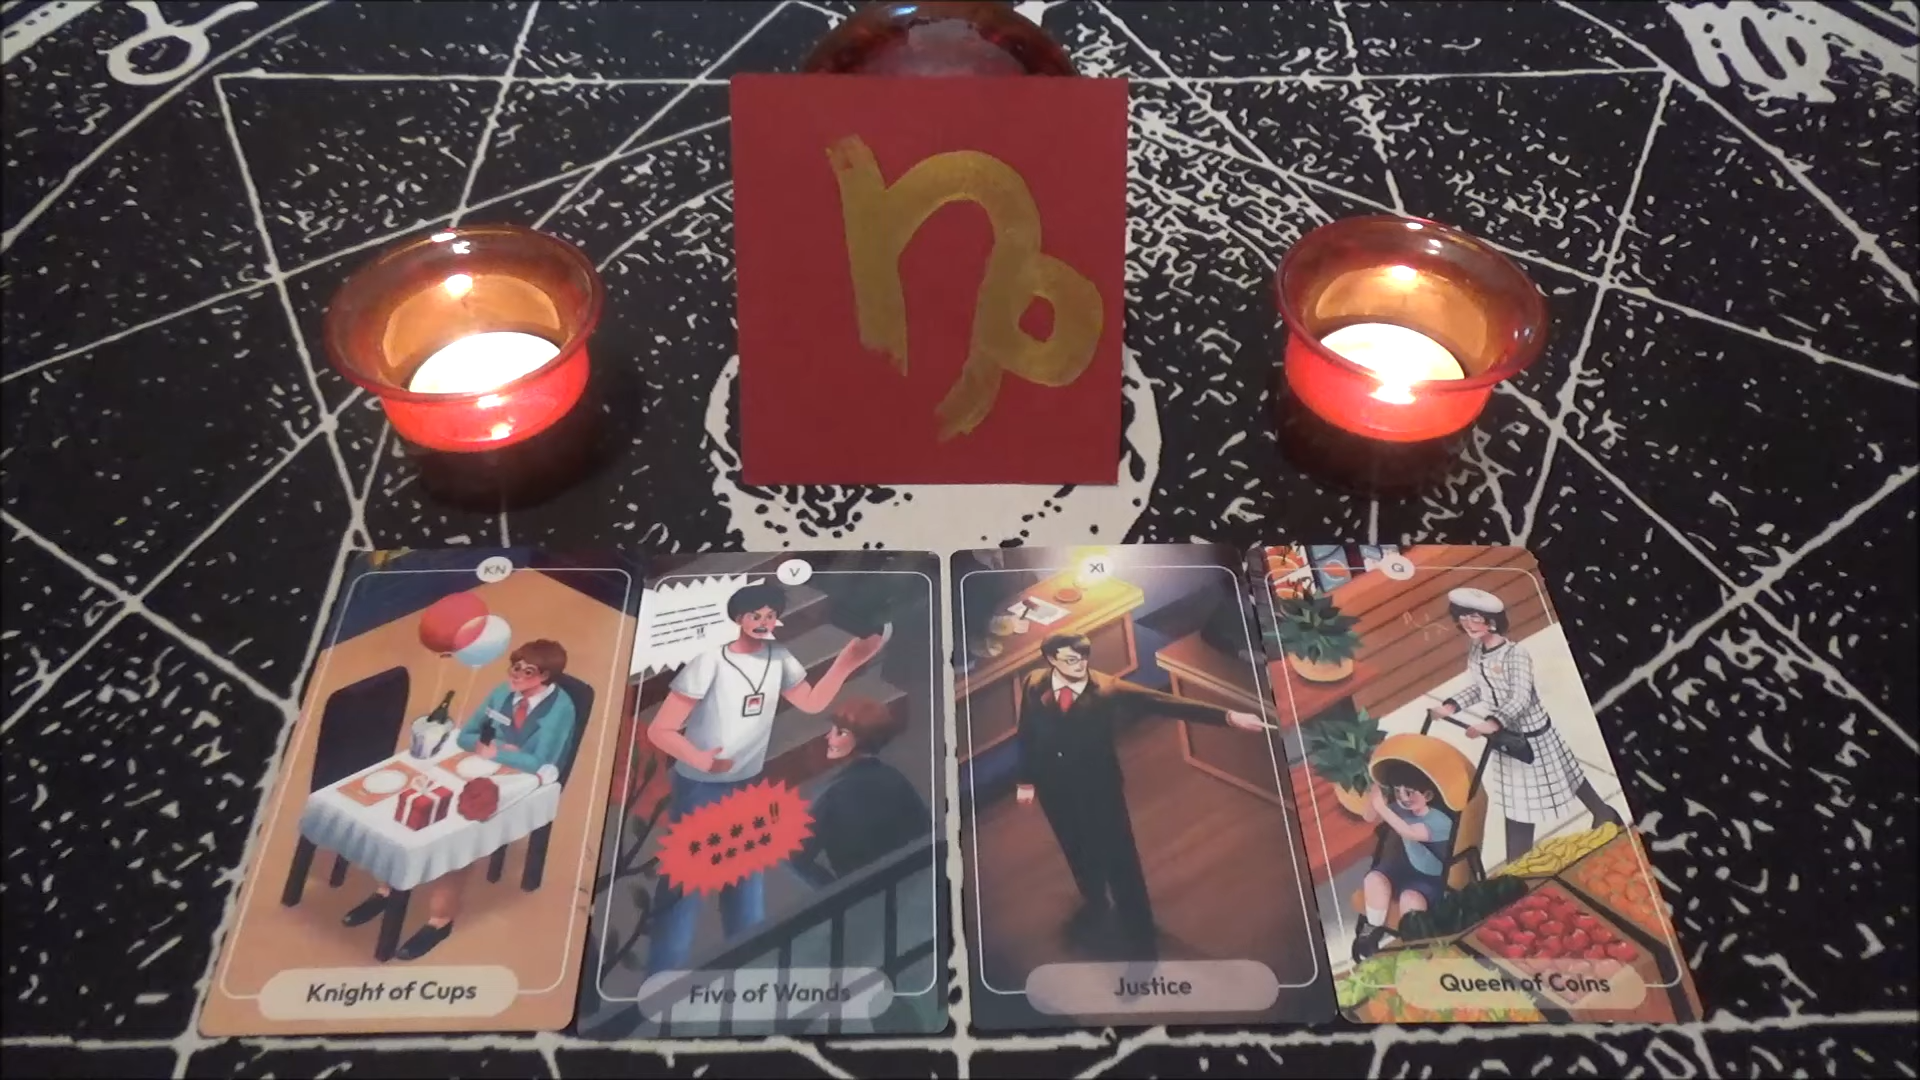 KN
V
XI
Q
Knight of Cups
Five of Wands
Justice
Queen of Coins